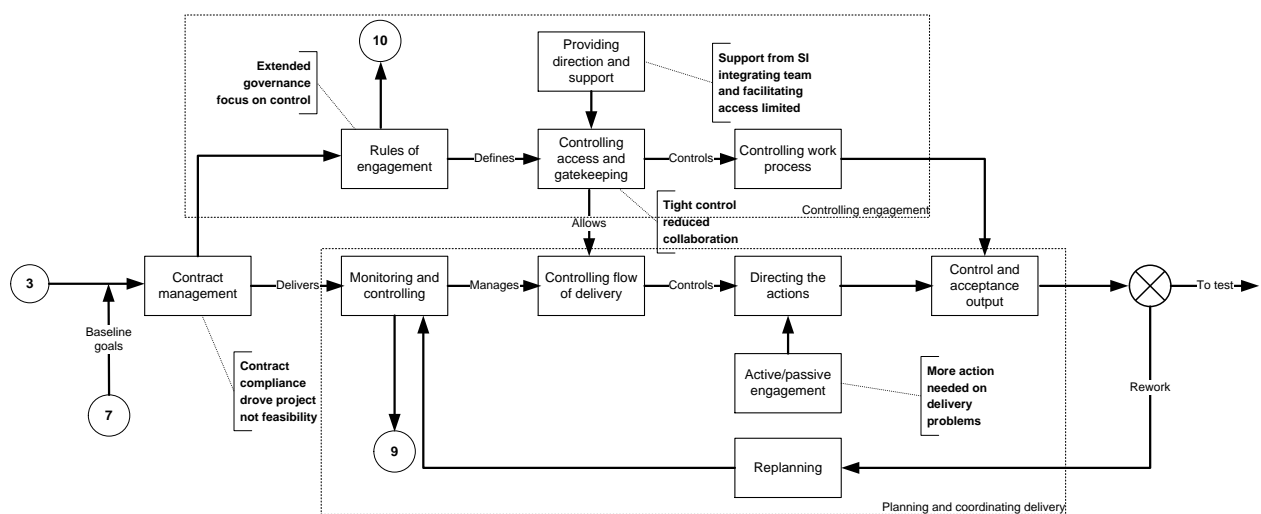 10
Extended
governance
focus on control
Providing
direction and
support
Support from SI
integrating team
and facilitating
access limited
Rules of
engagement
Defines
Controlling
access and
gatekeeping
Controls
Controlling work
process
Tight control
reduced
collaboration
Controlling engagement
Allows
3
Baseline
goals
7
Contract
management
Delivers
Contract
compliance
drove project
not feasibility
Monitoring and
controlling
Manages
Controlling flow
of delivery
Controls
Directing the
actions
Control and
acceptance
output
To test
Active/passive
engagement
More action
needed on
delivery
problems
Rework
9
Replanning
Planning and coordinating delivery